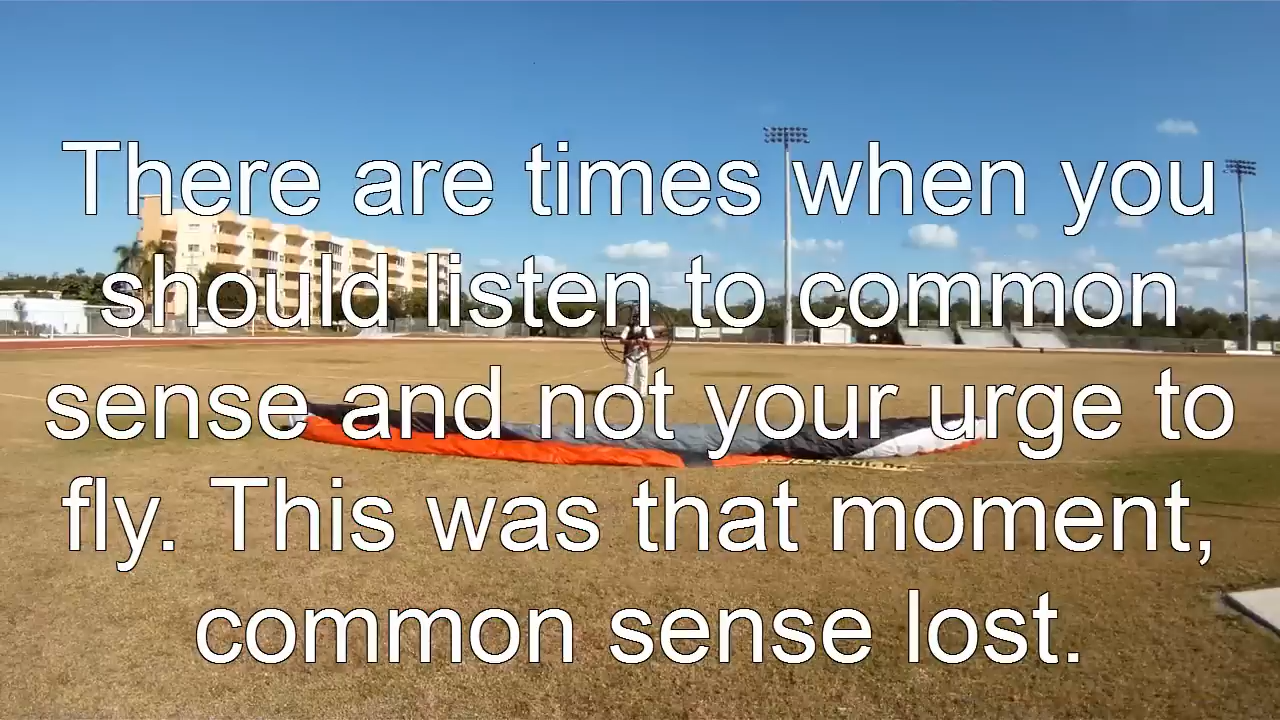 There are times when you
should listen to common
sense and not your urge to
fly. This was that moment,
common sense lost.